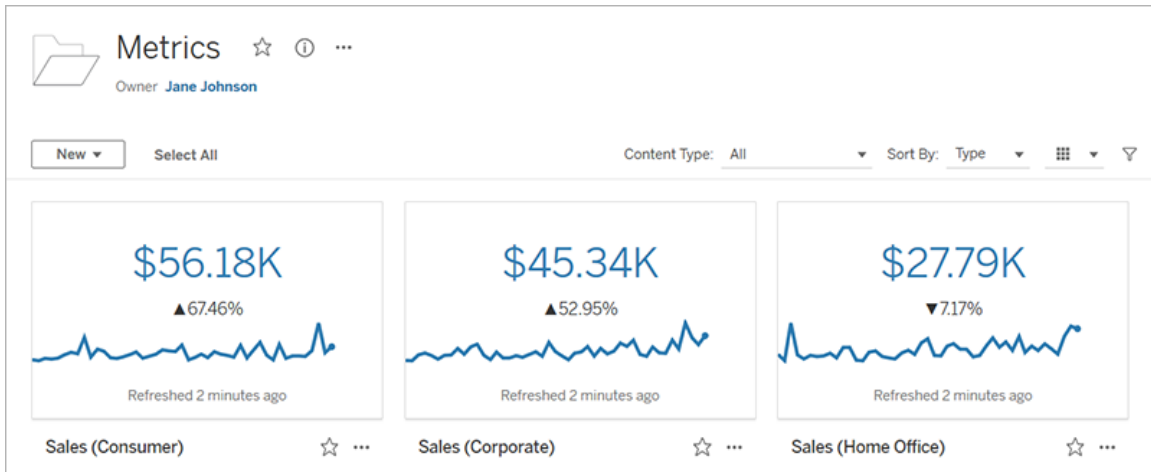 Metrics
Owner Jane Johnson
New
Select All
Content Type: All
Sort By: Type
$56.18K
▲67.46%
Refreshed 2 minutes ago
Sales (Consumer)
$45.34K
▲52.95%
Refreshed 2 minutes ago
Sales (Corporate)
$27.79K
▼7.17%
Refreshed 2 minutes ago
Sales (Home Office)